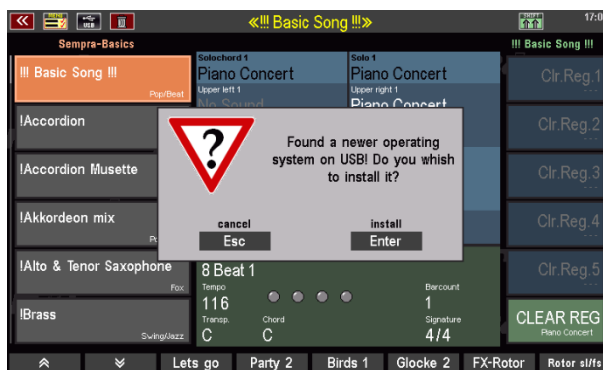 MENU
USB
«!!! Basic Song !!!»
SHIFT
17:0
Sempra-Basics
!!! Basic Song !!!
!!! Basic Song !!!
Pop/Beat
!Accordion
!Accordion Musette
!Akkordeon mix
!Alto & Tenor Saxophone
Fox
!Brass
Swing/Jazz
Solochord 1
Piano Concert
Upper left 1
No Sound
Solo 1
Piano Concert
Upper right 1
Piano Concert
Found a newer operating
system on USB! Do you whish
to install it?
cancel
Esc
install
Enter
8 Beat 1
Tempo
116
Barcount
1
Transp.
C
Chord
C
Signature
4/4
Clr.Reg.1
---
Clr.Reg.2
---
Clr.Reg.3
---
Clr.Reg.4
---
Clr.Reg.5
---
CLEAR REG
Piano Concert
Lets go
Party 2
Birds 1
Glocke 2
FX-Rotor
Rotor sl/fs